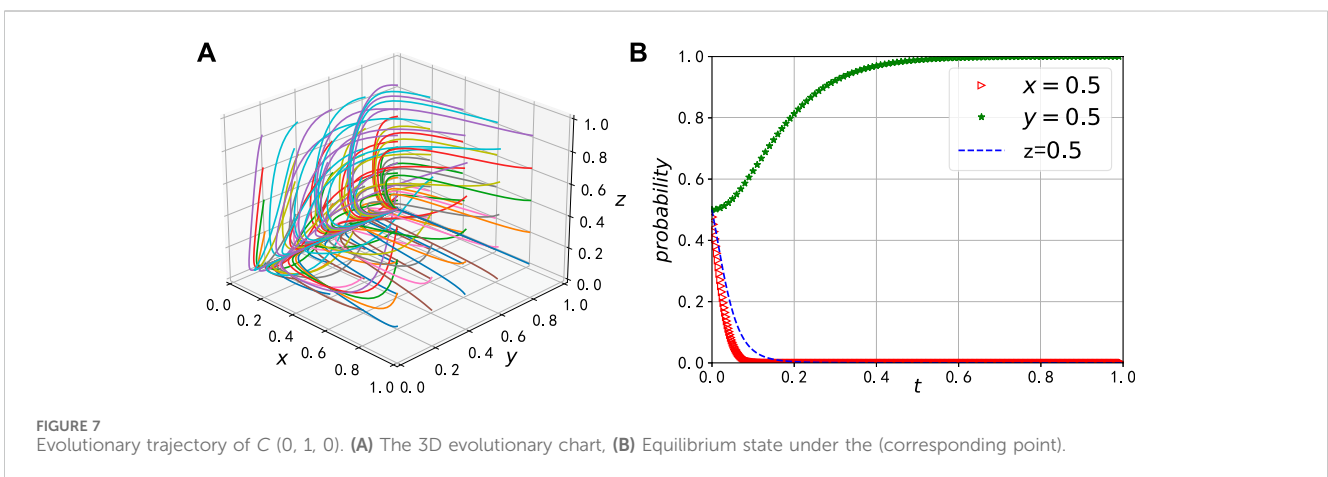 A
B
1.0
0.8
0.6
0.4
0.2
0.0
z
0.0
0.2
0.4
0.6
0.8
1.0
x
0.0
0.2
0.4
0.6
0.8
1.0
y
1.0
0.8
0.6
0.4
0.2
0.0
probability
x = 0.5
y = 0.5
z=0.5
0.0
0.2
0.4
0.6
0.8
1.0
t
FIGURE 7
Evolutionary trajectory of C (0, 1, 0). (A) The 3D evolutionary chart, (B) Equilibrium state under the (corresponding point).